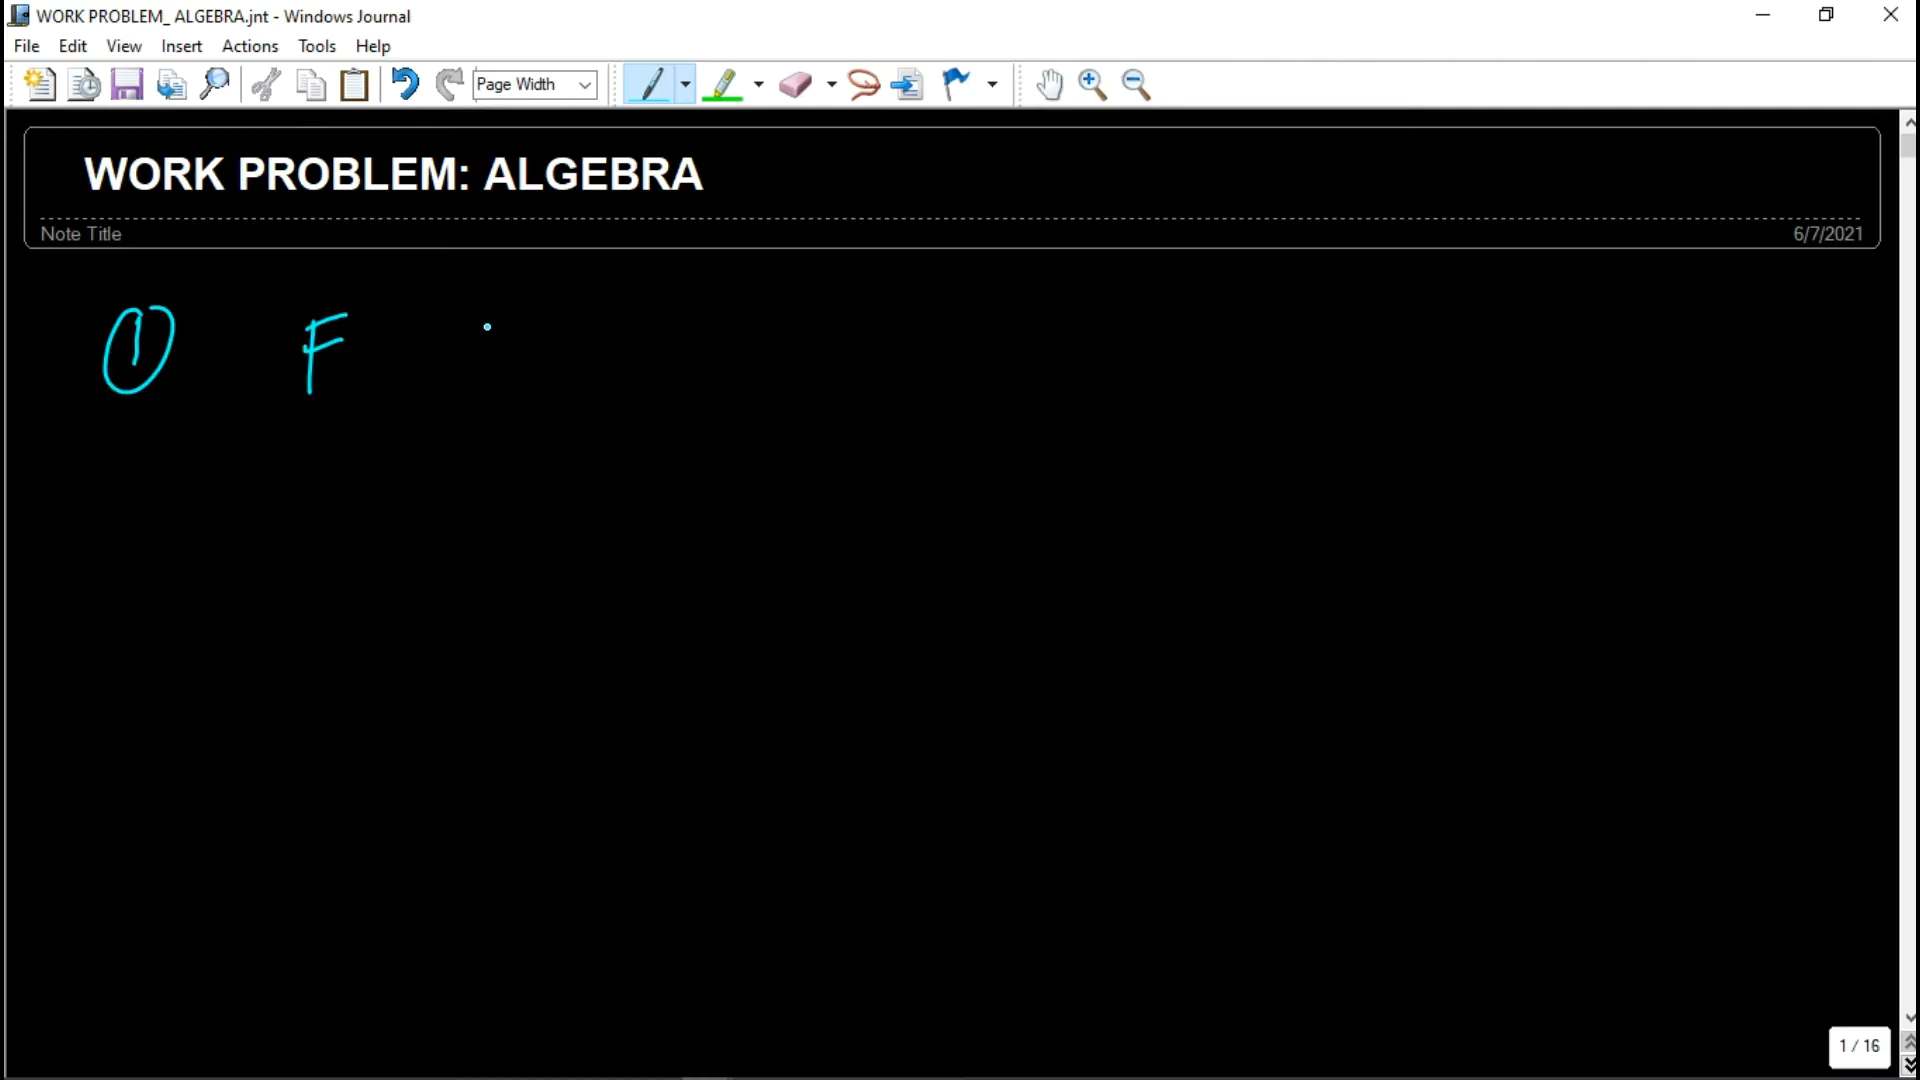 WORK PROBLEM_ ALGEBRA.jnt - Windows Journal
File Edit View Insert Actions Tools Help
Page Width
WORK PROBLEM: ALGEBRA
Note Title 6/7/2021
① F
1 / 16